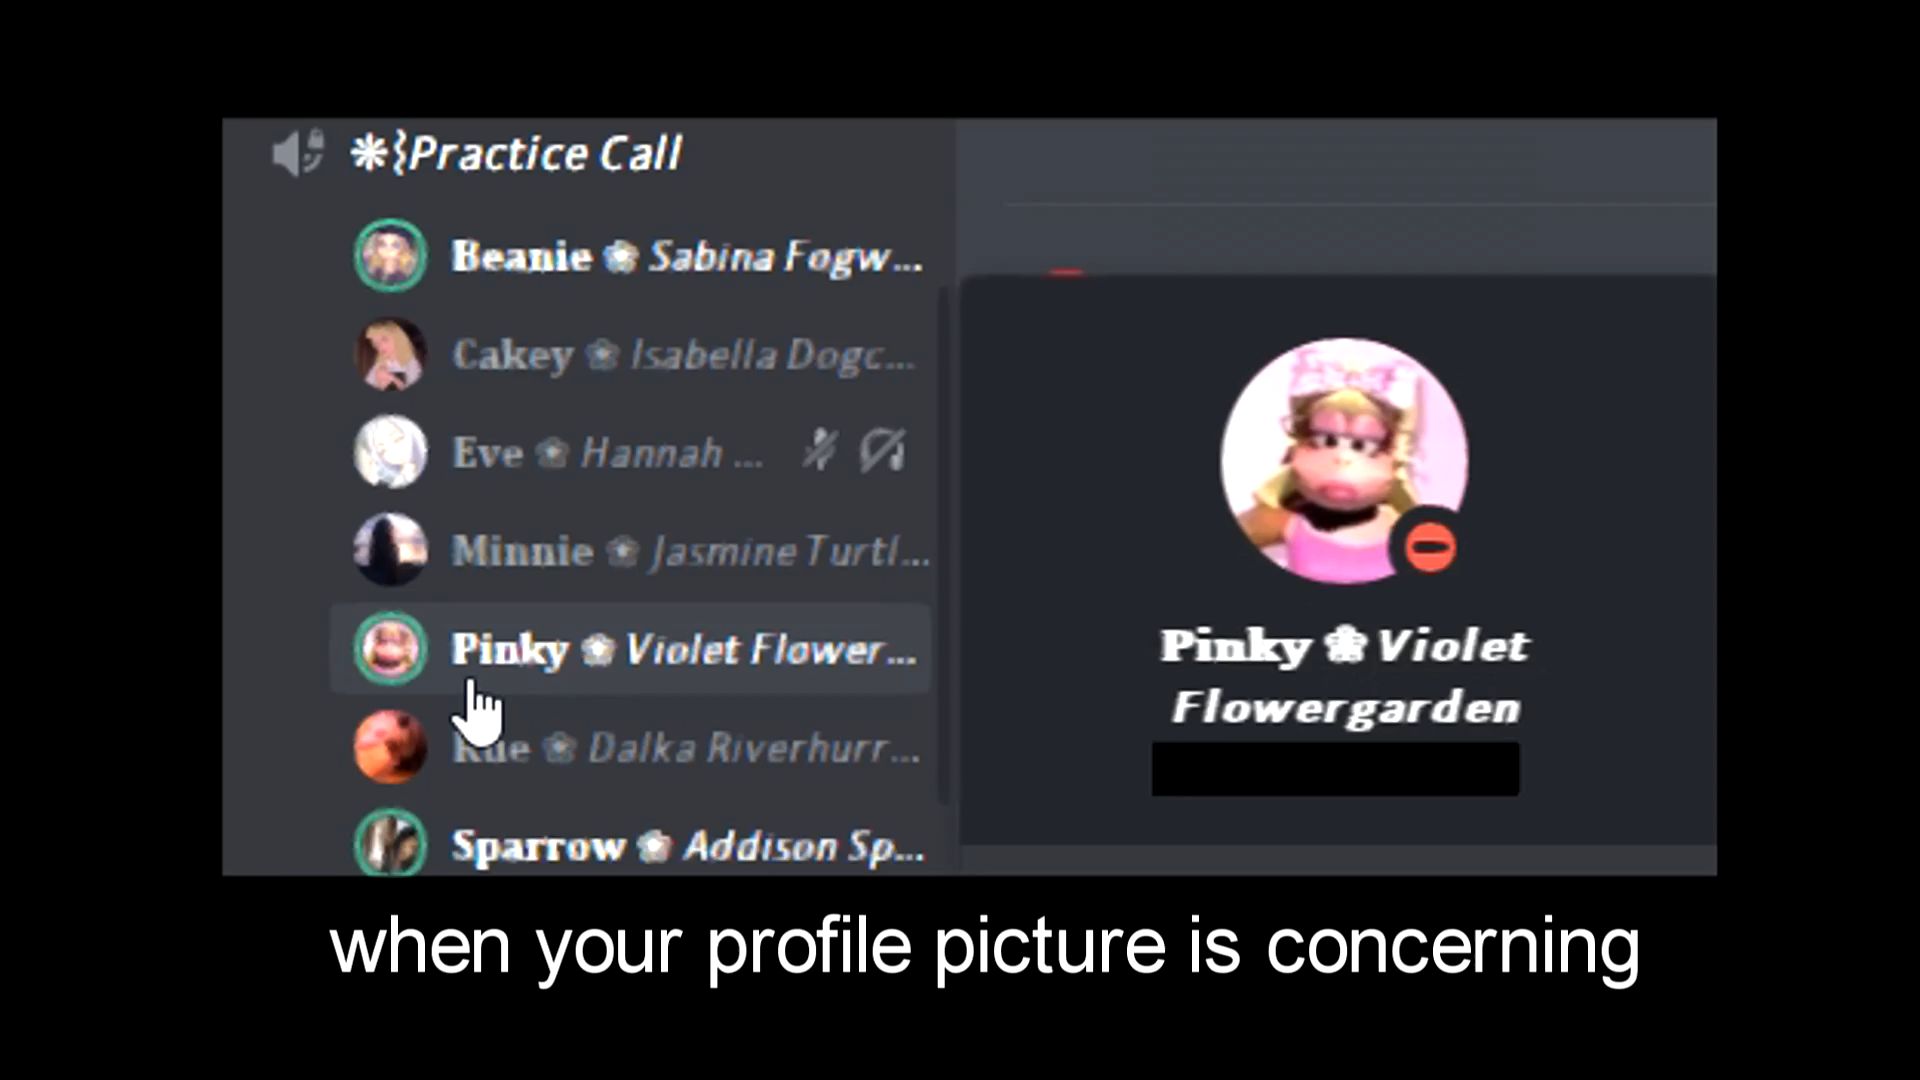 ⁕⦚Practice Call
Beanie ❀ Sabina Fogw...
Cakey ❀ Isabella Dogc...
Eve ❀ Hannah ...
Minnie ❀ Jasmine Turtl...
Pinky ❀ Violet Flower...
Rue ❀ Dalka Riverhurr...
Sparrow ❀ Addison Sp...
Pinky ❀ Violet
Flowergarden
when your profile picture is concerning